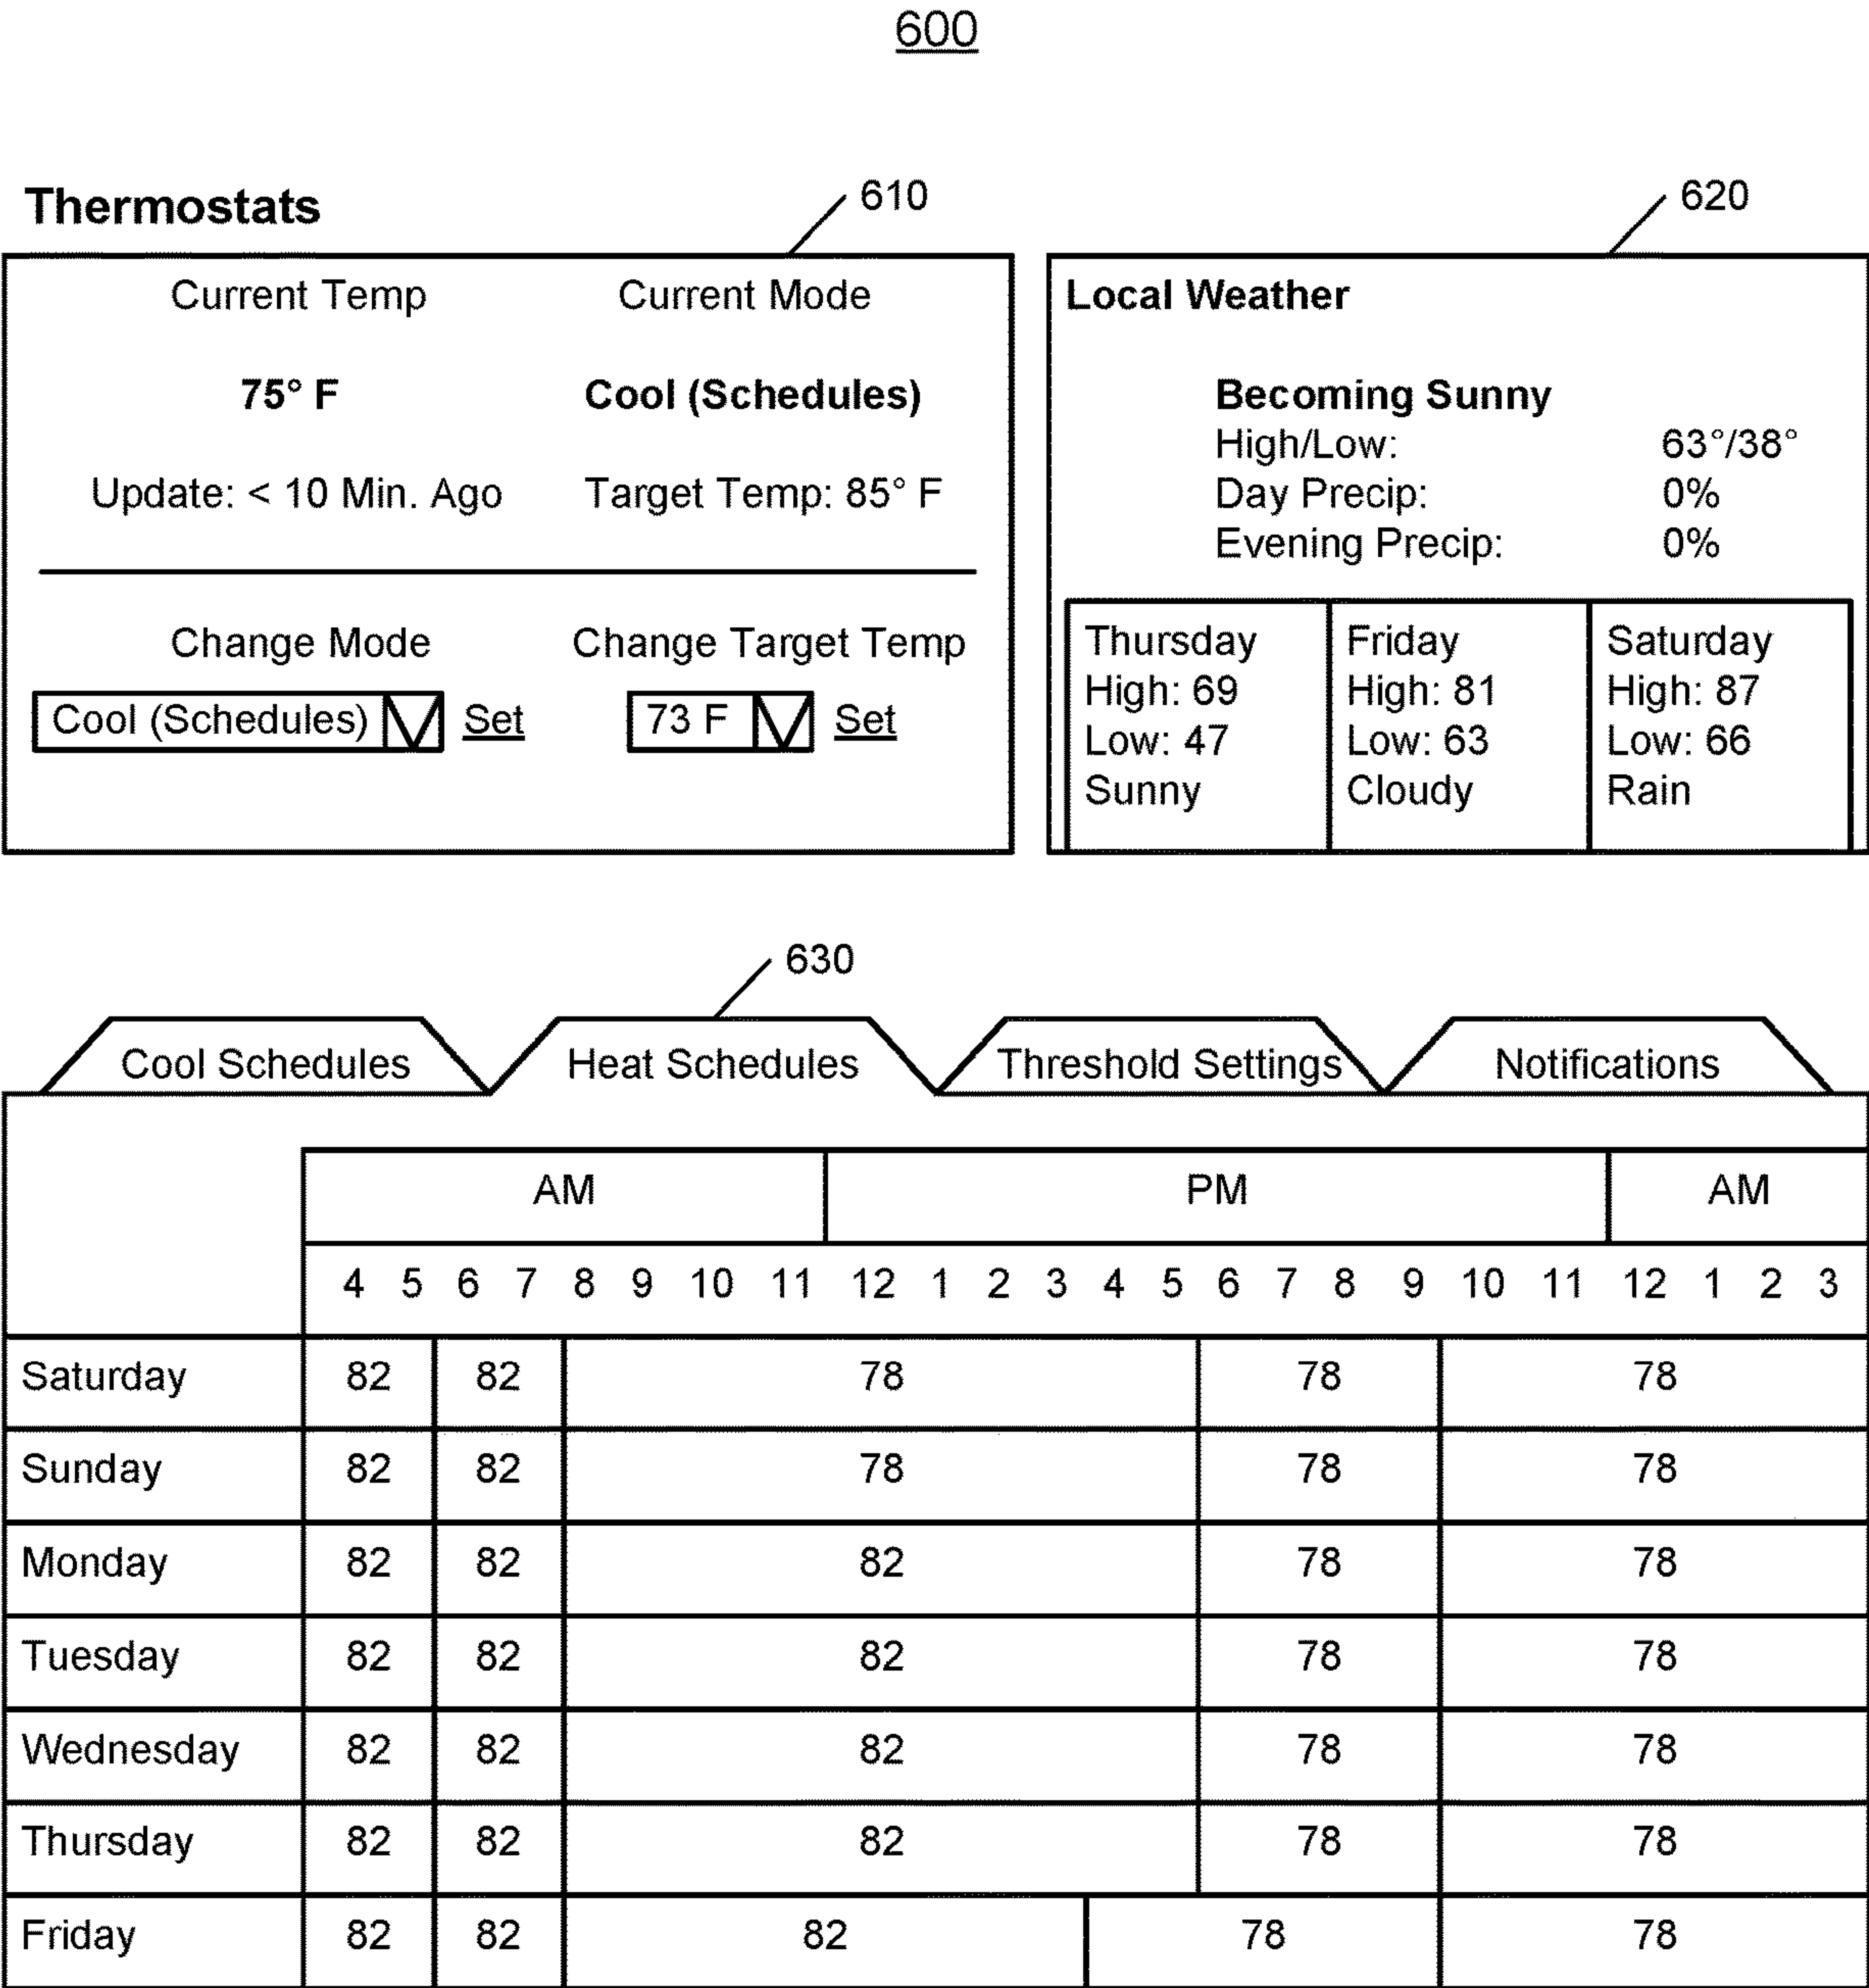 600
Thermostats
610
620
Current Temp Current Mode
75° F Cool (Schedules)
Update: < 10 Min. Ago Target Temp: 85° F
Change Mode Change Target Temp
Cool (Schedules) Set 73 F Set
Local Weather
Becoming Sunny
High/Low: 63°/38°
Day Precip: 0%
Evening Precip: 0%
Thursday Friday Saturday
High: 69 High: 81 High: 87
Low: 47 Low: 63 Low: 66
Sunny Cloudy Rain
630
Cool Schedules Heat Schedules Threshold Settings Notifications
AM PM AM
4 5 6 7 8 9 10 11 12 1 2 3 4 5 6 7 8 9 10 11 12 1 2 3
Saturday 82 82 78 78 78
Sunday 82 82 78 78 78
Monday 82 82 82 78 78
Tuesday 82 82 82 78 78
Wednesday 82 82 82 78 78
Thursday 82 82 82 78 78
Friday 82 82 82 78 78